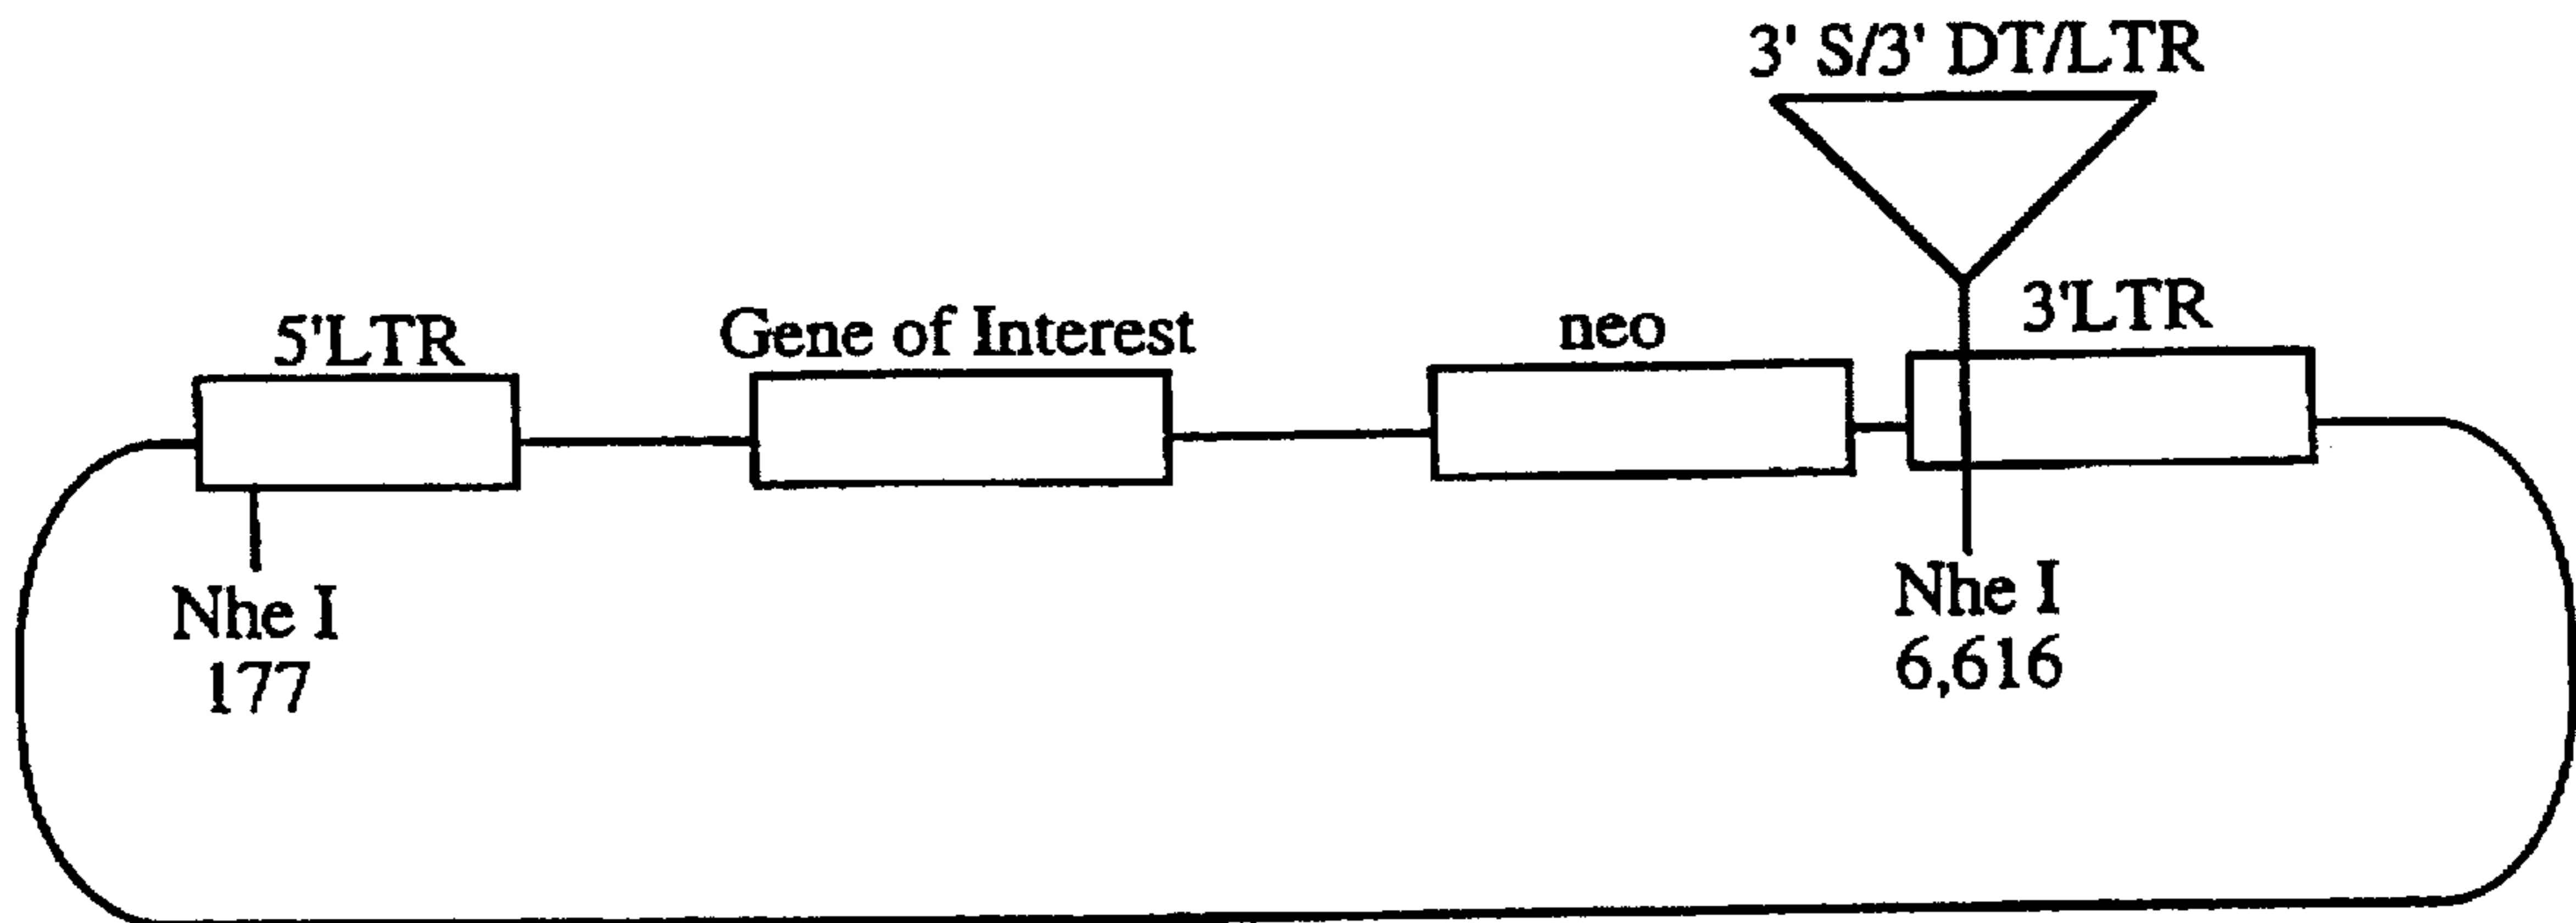 3' S/3' DT/LTR
5'LTR
Gene of Interest
neo
3'LTR
Nhe I
177
Nhe I
6,616